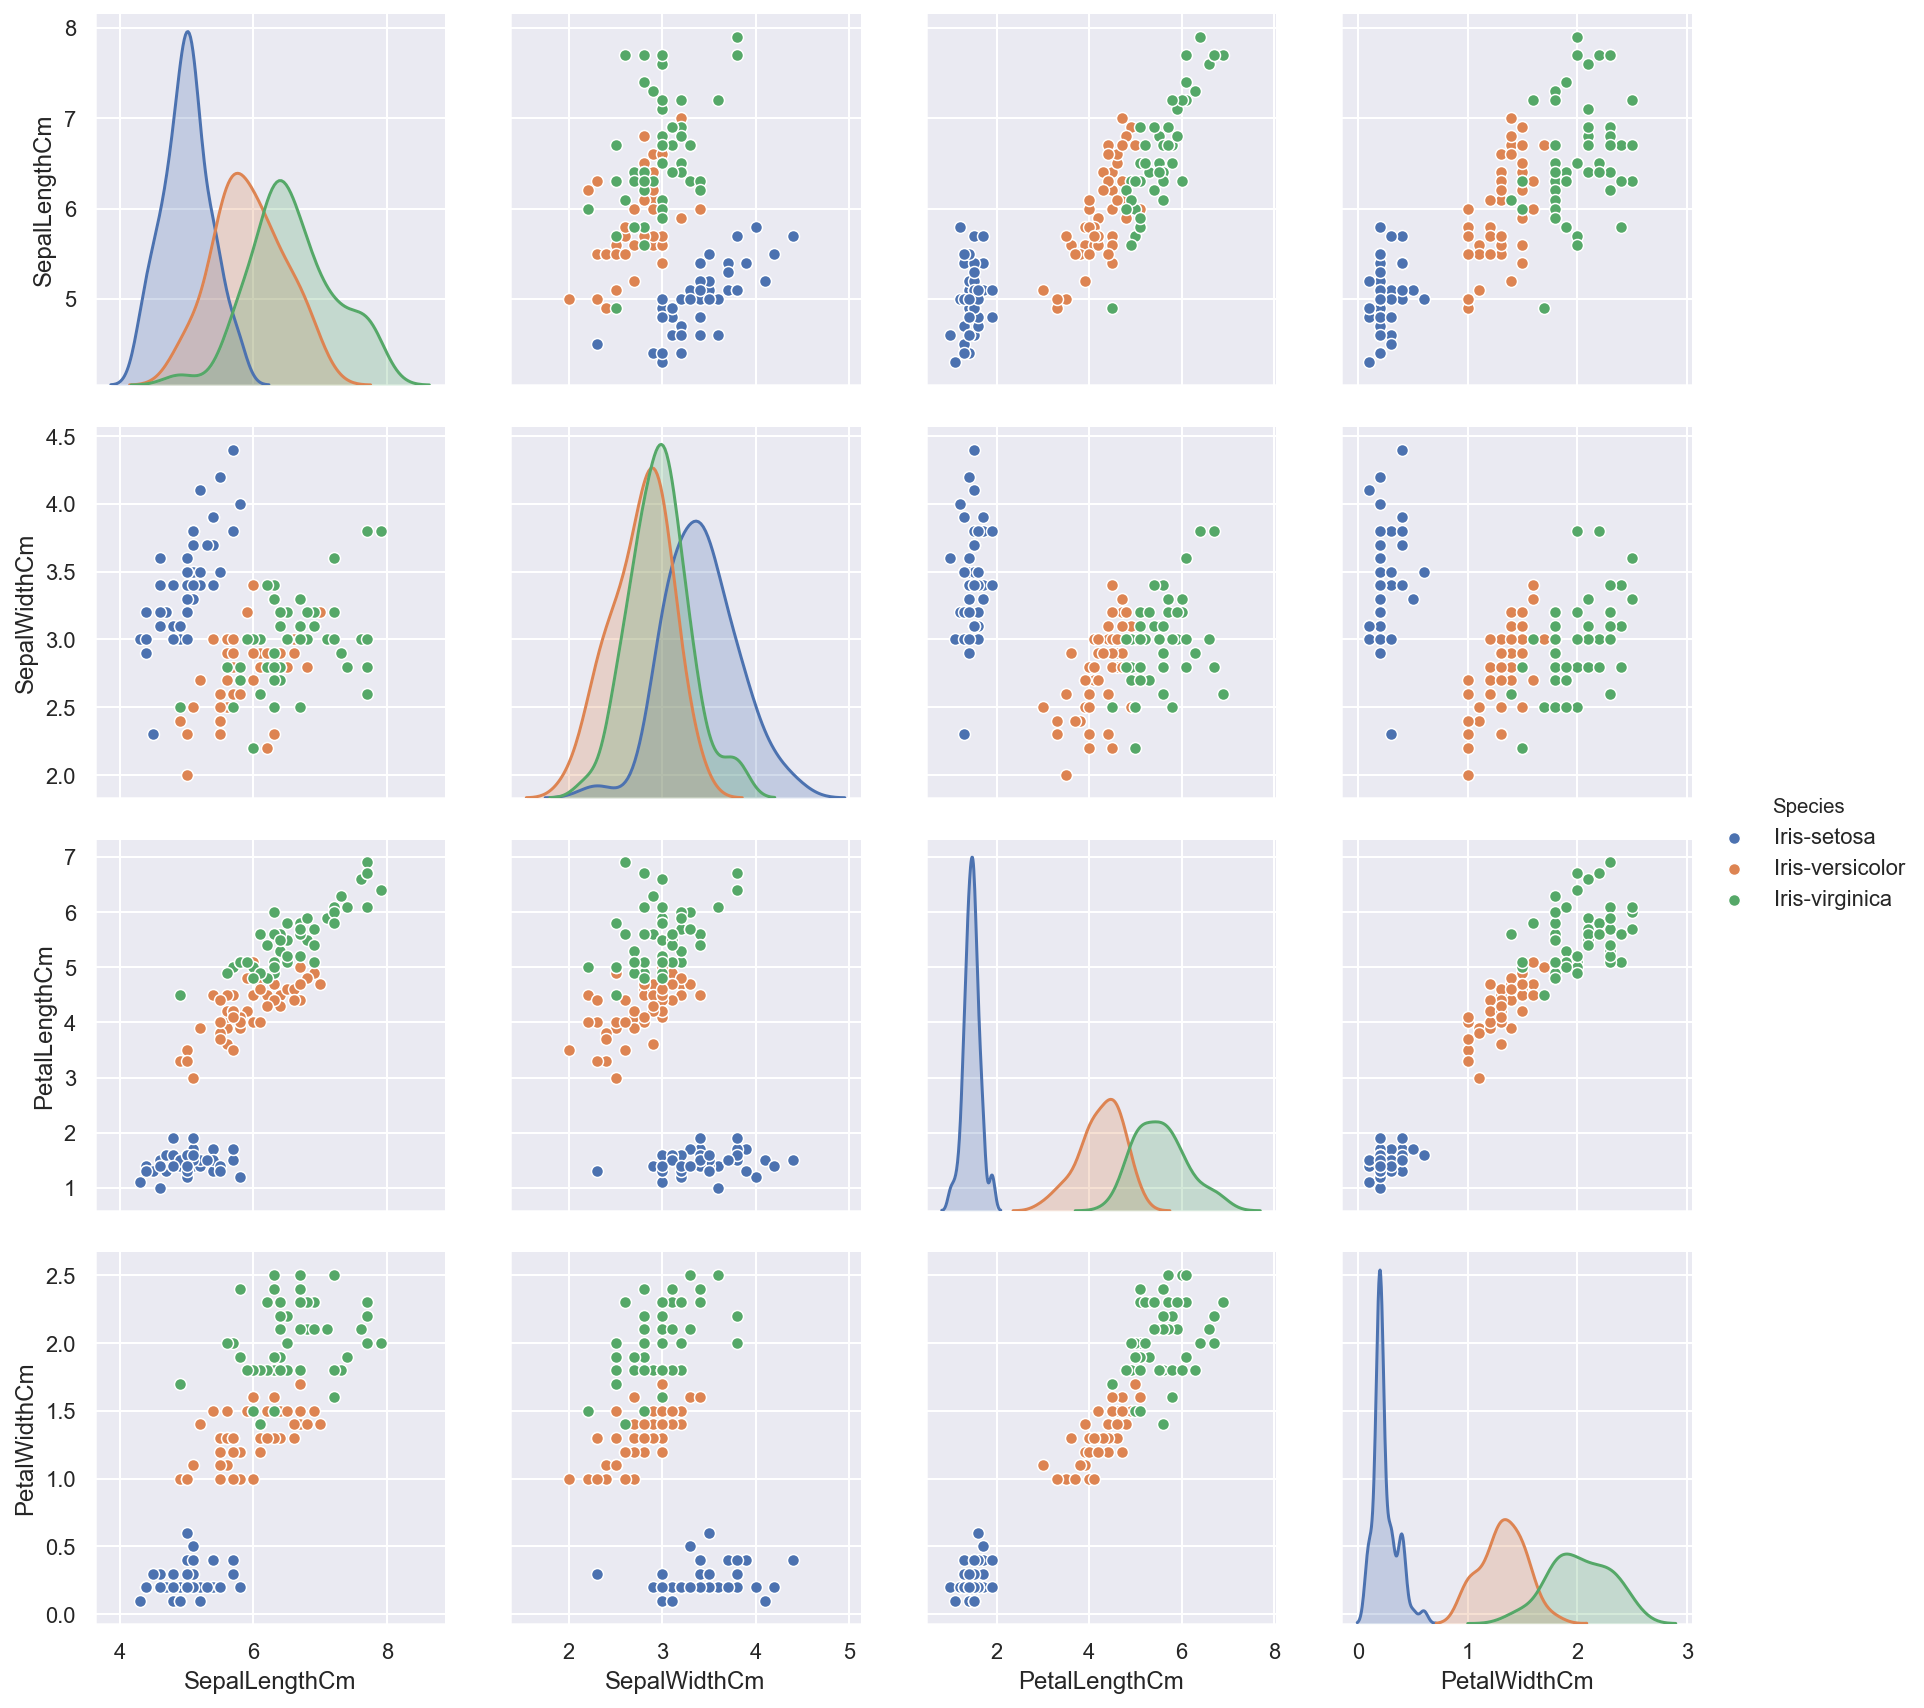 8
7
6
5
SepalLengthCm
4.5
4.0
3.5
3.0
2.5
2.0
SepalWidthCm
Species
Iris-setosa
Iris-versicolor
Iris-virginica
7
6
5
4
3
2
1
PetalLengthCm
2.5
2.0
1.5
1.0
0.5
0.0
PetalWidthCm
4 6 8
SepalLengthCm
2 3 4 5
SepalWidthCm
2 4 6 8
PetalLengthCm
0 1 2 3
PetalWidthCm